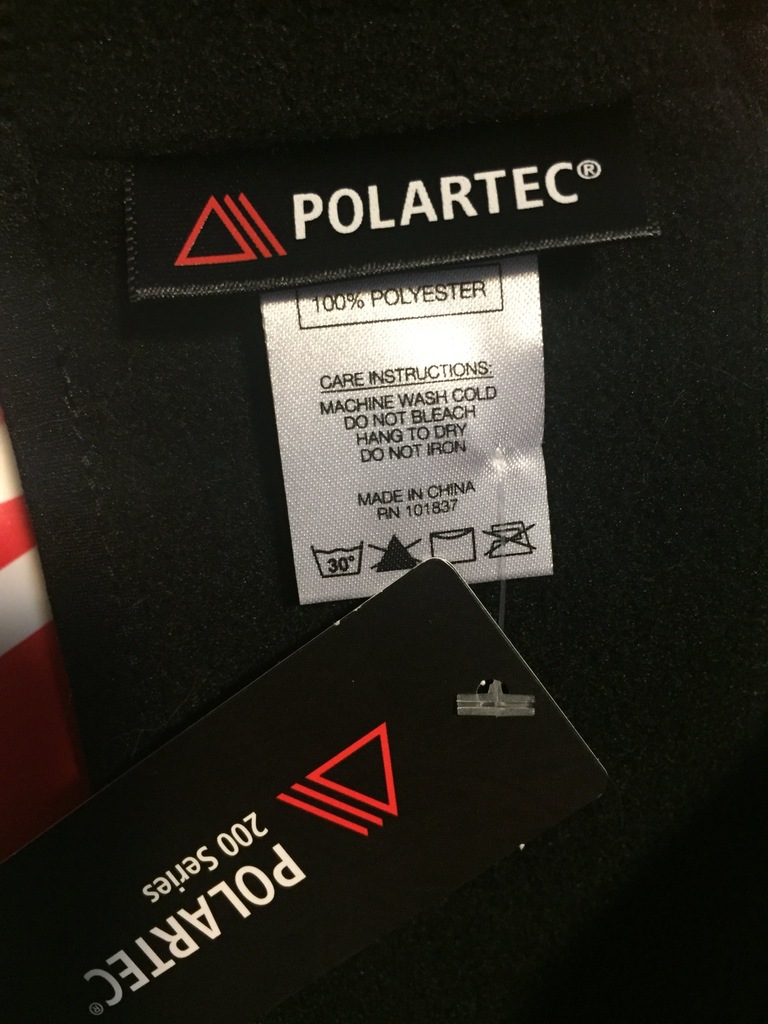 POLARTEC®
100% POLYESTER
CARE INSTRUCTIONS:
MACHINE WASH COLD
DO NOT BLEACH
HANG TO DRY
DO NOT IRON
MADE IN CHINA
RN 101837
30°
POLARTEC®
200 Series